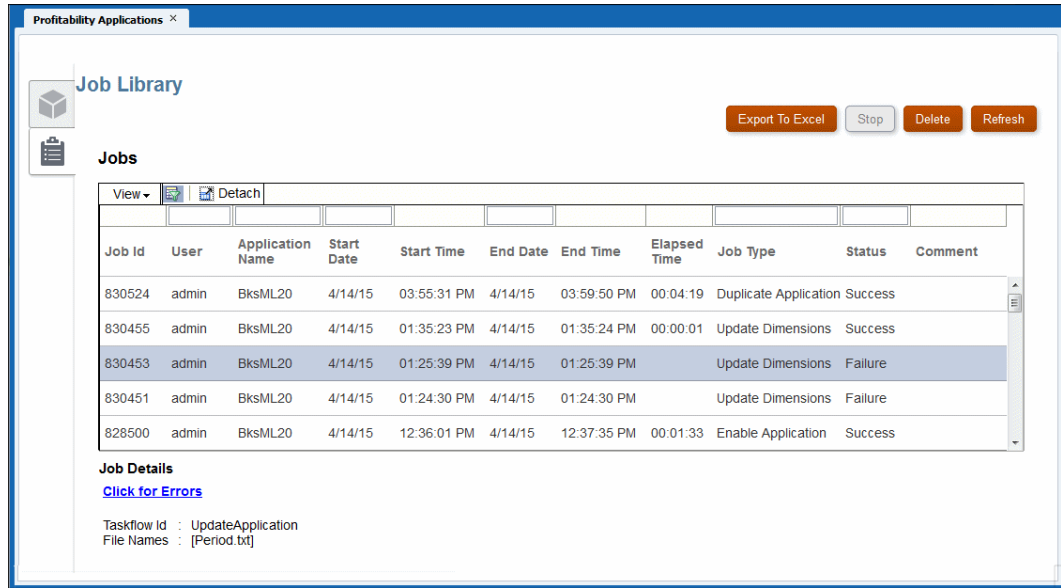 Profitability Applications ×
Job Library
Export To Excel Stop Delete Refresh
Jobs
View Detach
Job Id User Application Name Start Date Start Time End Date End Time Elapsed Time Job Type Status Comment
830524 admin BksML20 4/14/15 03:55:31 PM 4/14/15 03:59:50 PM 00:04:19 Duplicate Application Success
830455 admin BksML20 4/14/15 01:35:23 PM 4/14/15 01:35:24 PM 00:00:01 Update Dimensions Success
830453 admin BksML20 4/14/15 01:25:39 PM 4/14/15 01:25:39 PM Update Dimensions Failure
830451 admin BksML20 4/14/15 01:24:30 PM 4/14/15 01:24:30 PM Update Dimensions Failure
828500 admin BksML20 4/14/15 12:36:01 PM 4/14/15 12:37:35 PM 00:01:33 Enable Application Success
Job Details
Click for Errors
Taskflow Id : UpdateApplication
File Names : [Period.txt]